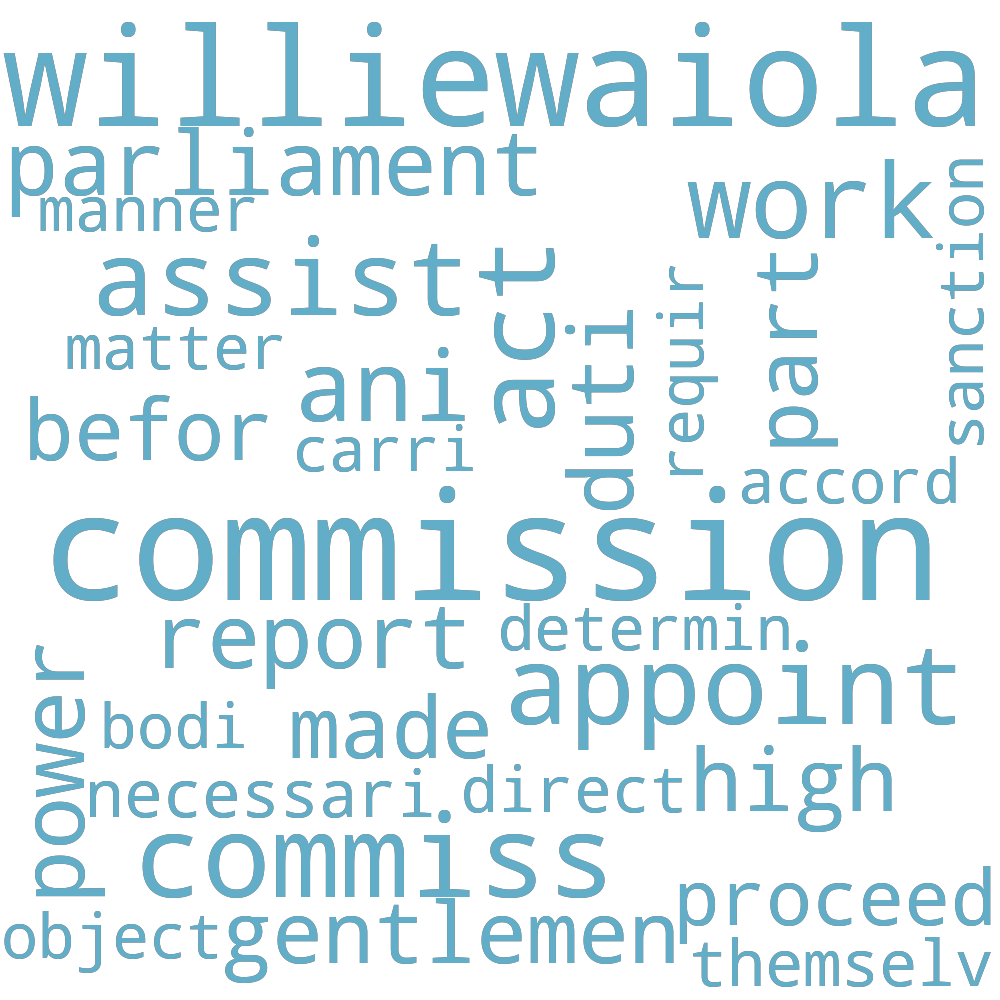 williewaiola
parliament
manner
work
sanction
assist
act
part
requir
duti
matter
ani
befor
carri
accord
commission
report
determin
appoint
power
bodi
made
necessari
direct
high
commiss
proceed
object
gentlemen
themselv